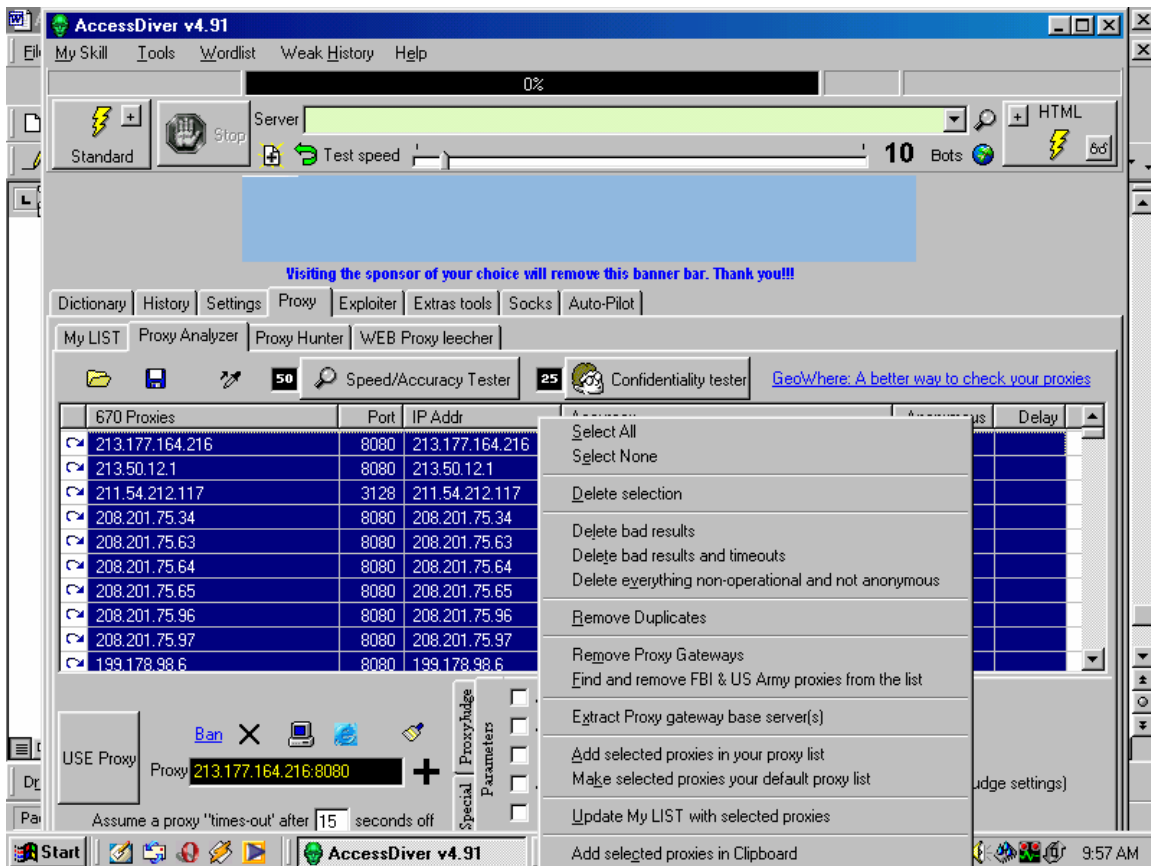 AccessDiver v4.91
My Skill Tools Wordlist Weak History Help
0%
Standard
Stop
Server
HTML
Test speed
10 Bots
Visiting the sponsor of your choice will remove this banner bar. Thank you!!!
Dictionary History Settings Proxy Exploiter Extras tools Socks Auto-Pilot
My LIST Proxy Analyzer Proxy Hunter WEB Proxy leecher
50 Speed/Accuracy Tester 25 Confidentiality tester GeoWhere: A better way to check your proxies
670 Proxies Port IP Addr Accuracy Anonymous Delay
213.177.164.216 8080 213.177.164.216
213.50.12.1 8080 213.50.12.1
211.54.212.117 3128 211.54.212.117
208.201.75.34 8080 208.201.75.34
208.201.75.63 8080 208.201.75.63
208.201.75.64 8080 208.201.75.64
208.201.75.65 8080 208.201.75.65
208.201.75.96 8080 208.201.75.96
208.201.75.97 8080 208.201.75.97
199.178.98.6 8080 199.178.98.6
Select All
Select None
Delete selection
Delete bad results
Delete bad results and timeouts
Delete everything non-operational and not anonymous
Remove Duplicates
Remove Proxy Gateways
Find and remove FBI & US Army proxies from the list
Extract Proxy gateway base server(s)
Add selected proxies in your proxy list
Make selected proxies your default proxy list
Update My LIST with selected proxies
Add selected proxies in Clipboard
USE Proxy
Ban
Proxy 213.177.164.216:8080
Assume a proxy "times-out' after 15 seconds off
ProxyJudge
Special
Parameters
udge settings)
Start AccessDiver v4.91 9:57 AM